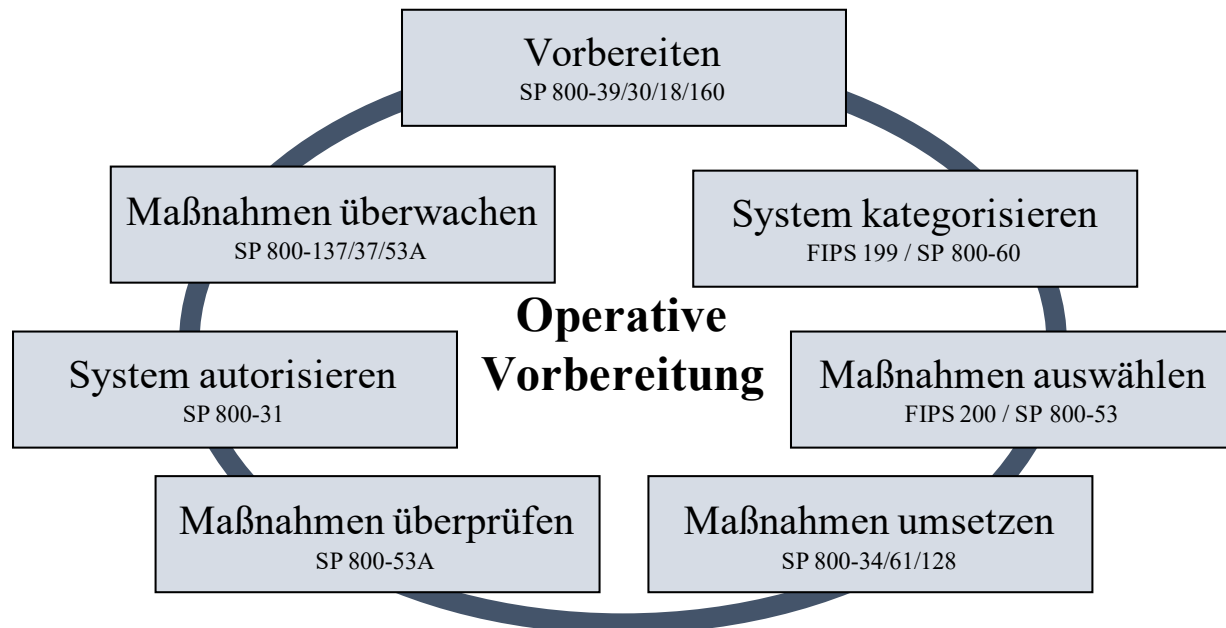 Vorbereiten
SP 800-39/30/18/160
Maßnahmen überwachen
SP 800-137/37/53A
System kategorisieren
FIPS 199 / SP 800-60
Operative
Vorbereitung
System autorisieren
SP 800-31
Maßnahmen auswählen
FIPS 200 / SP 800-53
Maßnahmen überprüfen
SP 800-53A
Maßnahmen umsetzen
SP 800-34/61/128